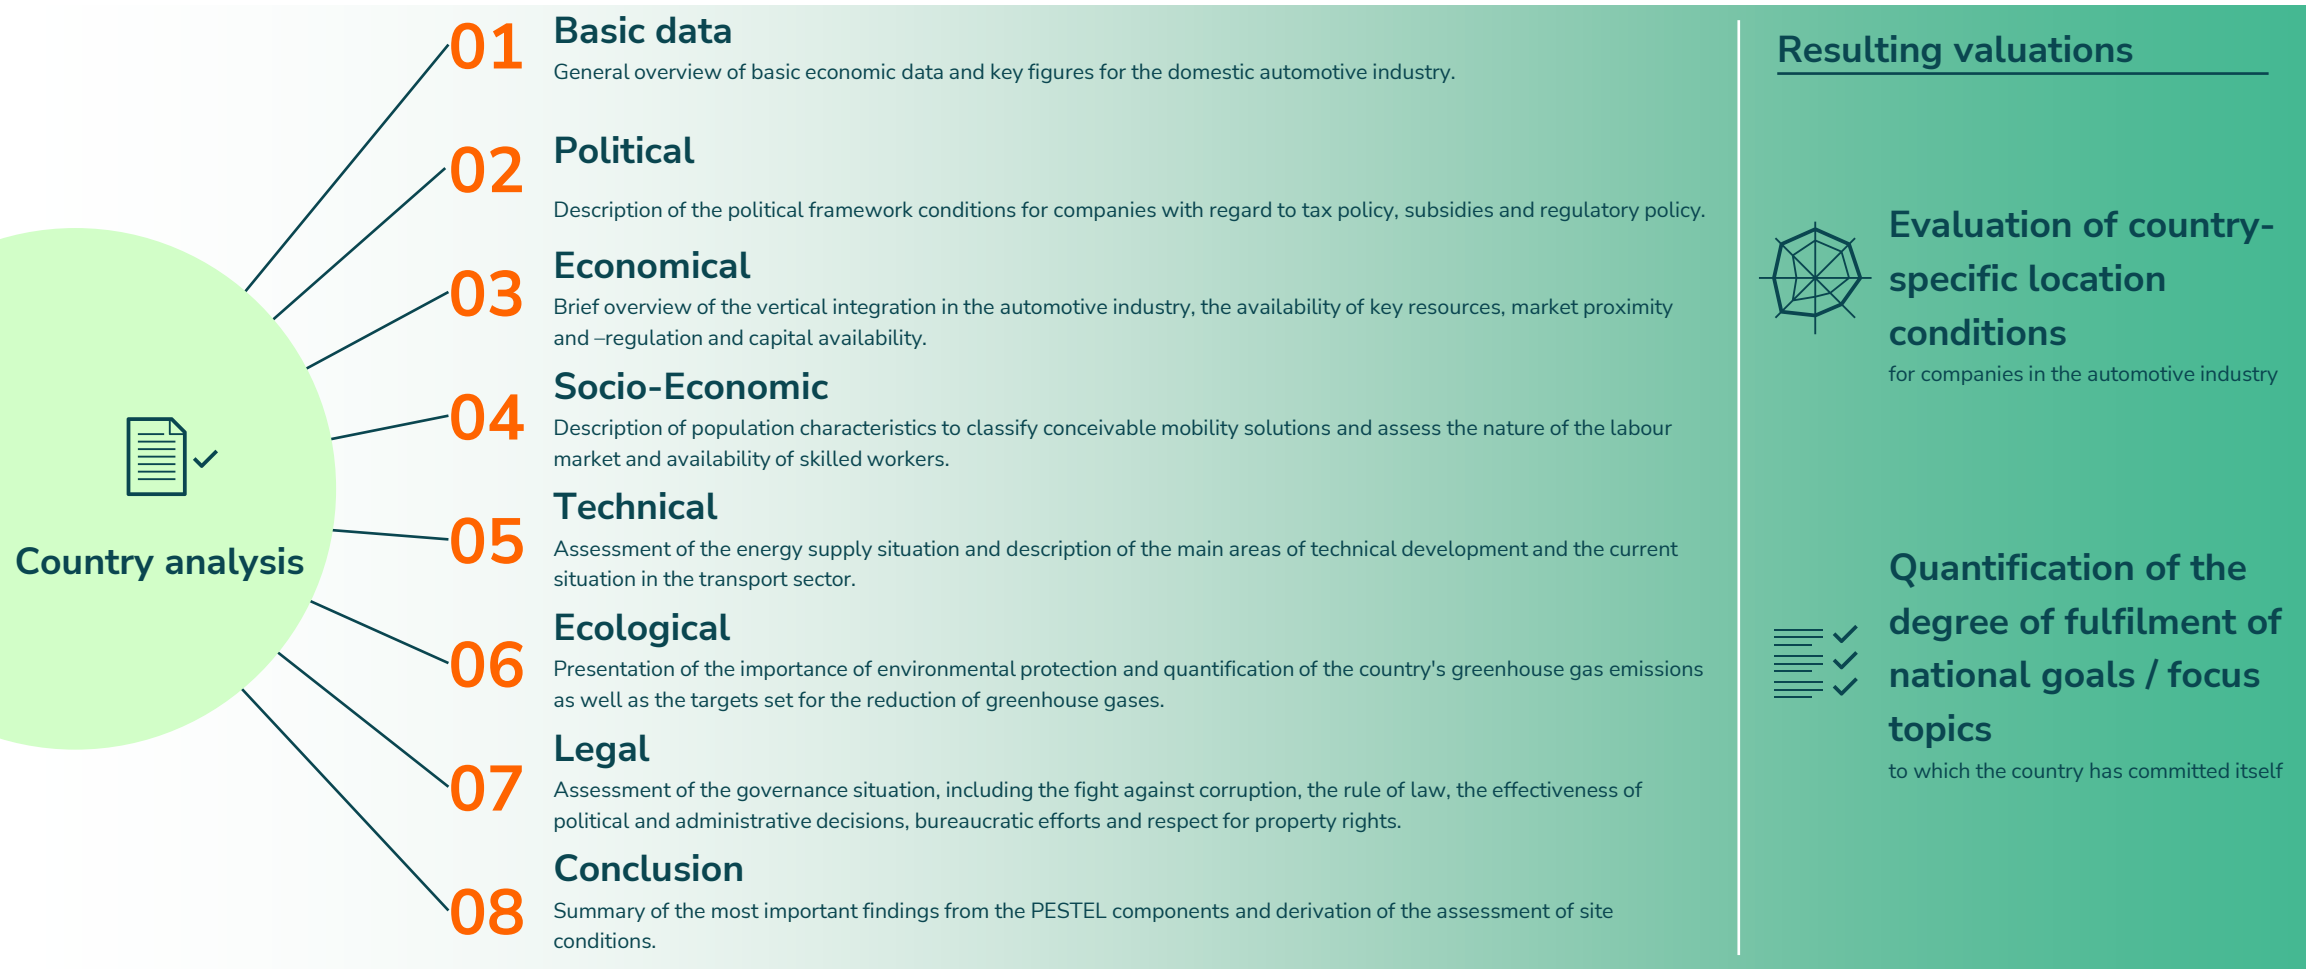 Country analysis
01
Basic data
General overview of basic economic data and key figures for the domestic automotive industry.
02
Political
Description of the political framework conditions for companies with regard to tax policy, subsidies and regulatory policy.
03
Economical
Brief overview of the vertical integration in the automotive industry, the availability of key resources, market proximity
and –regulation and capital availability.
04
Socio-Economic
Description of population characteristics to classify conceivable mobility solutions and assess the nature of the labour
market and availability of skilled workers.
05
Technical
Assessment of the energy supply situation and description of the main areas of technical development and the current
situation in the transport sector.
06
Ecological
Presentation of the importance of environmental protection and quantification of the country's greenhouse gas emissions
as well as the targets set for the reduction of greenhouse gases.
07
Legal
Assessment of the governance situation, including the fight against corruption, the rule of law, the effectiveness of
political and administrative decisions, bureaucratic efforts and respect for property rights.
08
Conclusion
Summary of the most important findings from the PESTEL components and derivation of the assessment of site
conditions.
Resulting valuations
Evaluation of country-
specific location
conditions
for companies in the automotive industry
Quantification of the
degree of fulfilment of
national goals / focus
topics
to which the country has committed itself